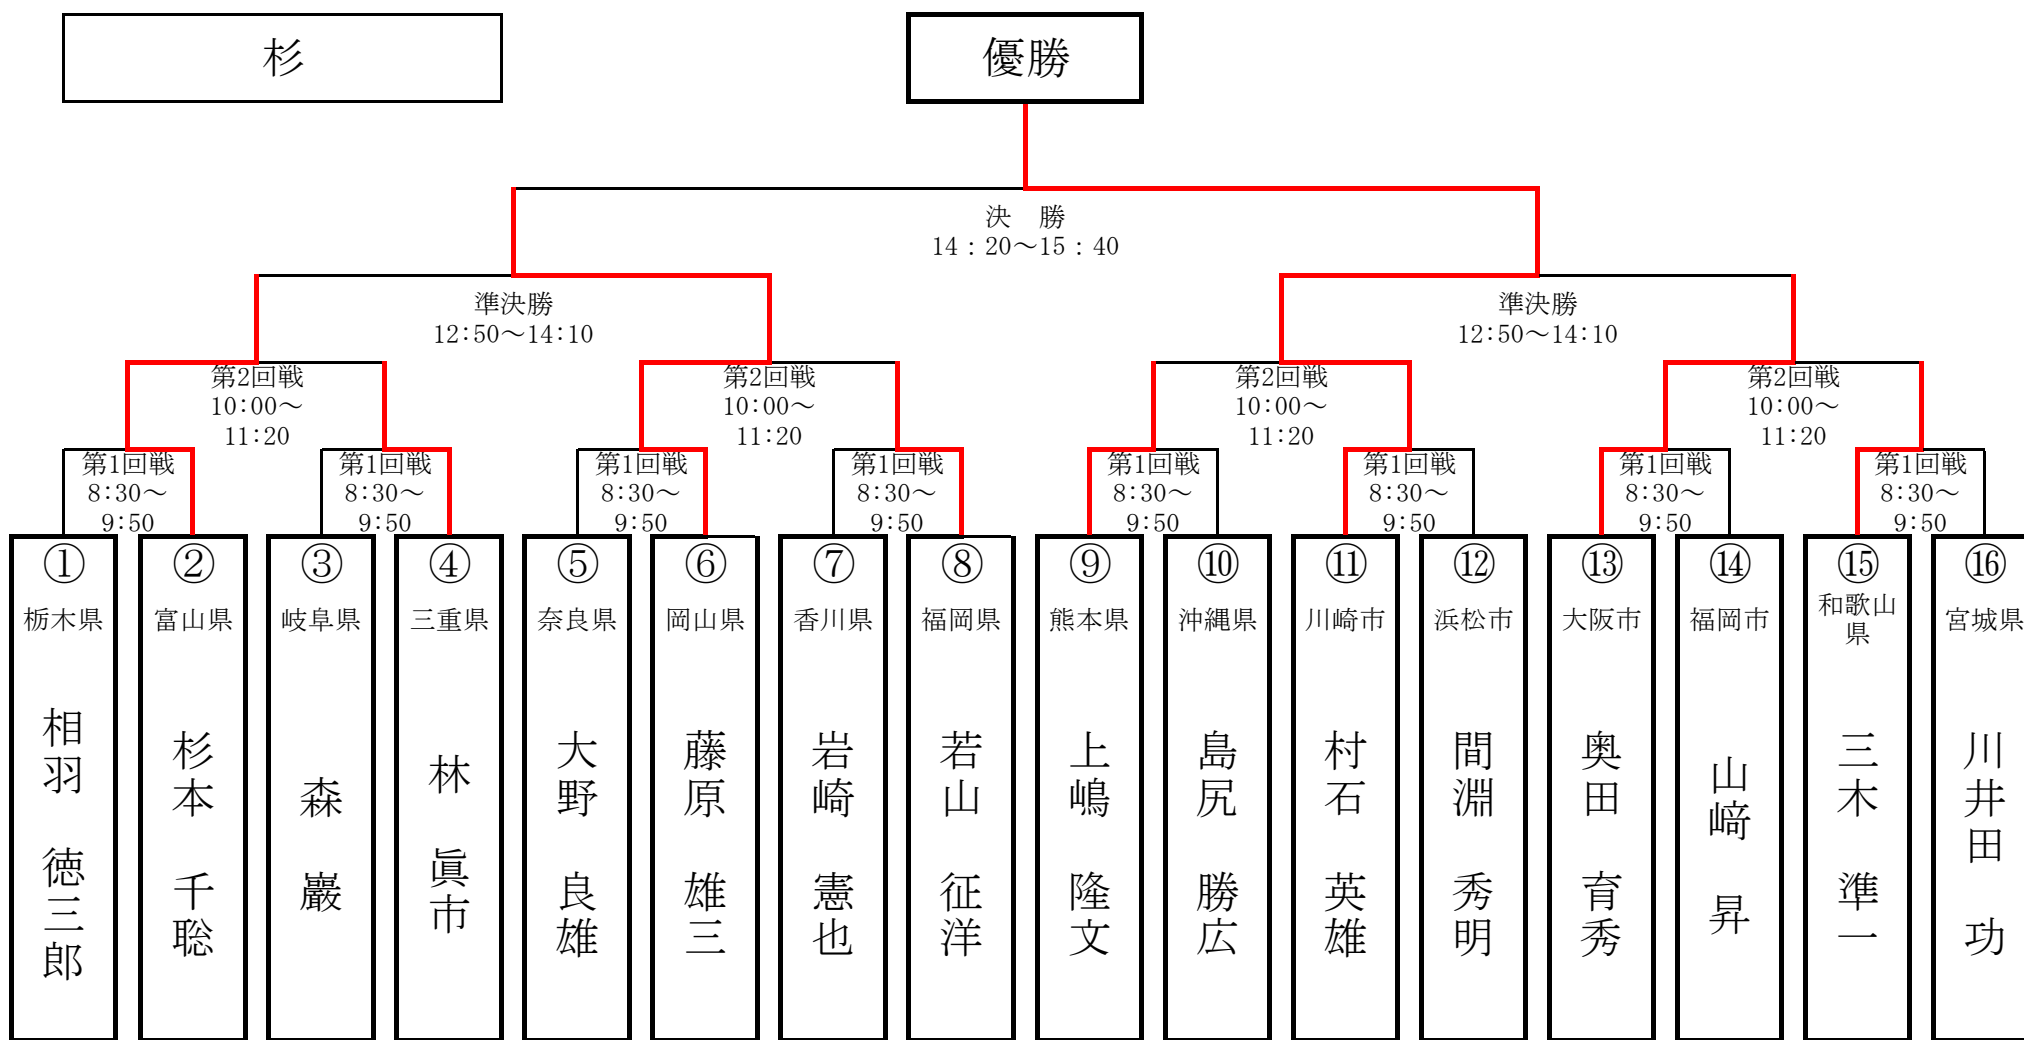 杉
優勝
決　勝
14：20～15：40
準決勝
12:50～14:10
準決勝
12:50～14:10
第2回戦
10:00～
11:20
第2回戦
10:00～
11:20
第2回戦
10:00～
11:20
第2回戦
10:00～
11:20
第1回戦
8:30～
9:50
第1回戦
8:30～
9:50
第1回戦
8:30～
9:50
第1回戦
8:30～
9:50
第1回戦
8:30～
9:50
第1回戦
8:30～
9:50
第1回戦
8:30～
9:50
第1回戦
8:30～
9:50
①
栃木県
相羽　徳三郎
②
富山県
杉本　千聡
③
岐阜県
森　巖
④
三重県
林　眞市
⑤
奈良県
大野　良雄
⑥
岡山県
藤原　雄三
⑦
香川県
岩崎　憲也
⑧
福岡県
若山　征洋
⑨
熊本県
上嶋　隆文
⑩
沖縄県
島尻　勝広
⑪
川崎市
村石　英雄
⑫
浜松市
間淵　秀明
⑬
大阪市
奥田　育秀
⑭
福岡市
山﨑　昇
⑮
和歌山
県
三木　準一
⑯
宮城県
川井田　功